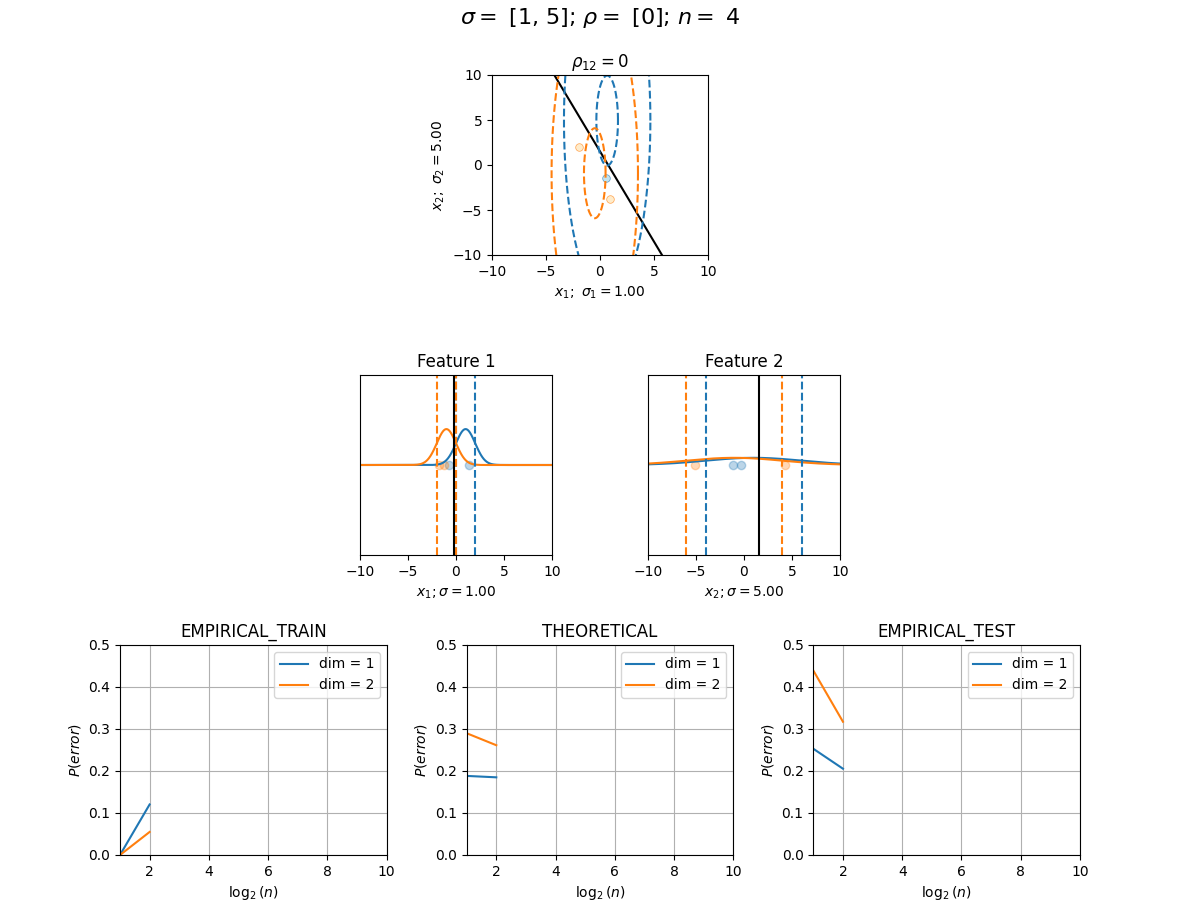 σ = [1, 5]; ρ = [0]; n = 4
ρ₁₂ = 0
10
5
0
−5
−10
x₂; σ₂ = 5.00
−10 −5 0 5 10
x₁; σ₁ = 1.00
Feature 1 Feature 2
−10 −5 0 5 10 −10 −5 0 5 10
x₁; σ = 1.00 x₂; σ = 5.00
EMPIRICAL_TRAIN THEORETICAL EMPIRICAL_TEST
0.5 0.5 0.5
dim = 1 dim = 1 dim = 1
dim = 2 dim = 2 dim = 2
0.4 0.4 0.4
0.3 0.3 0.3
P(error) P(error) P(error)
0.2 0.2 0.2
0.1 0.1 0.1
0.0 0.0 0.0
2 4 6 8 10 2 4 6 8 10 2 4 6 8 10
log₂(n) log₂(n) log₂(n)